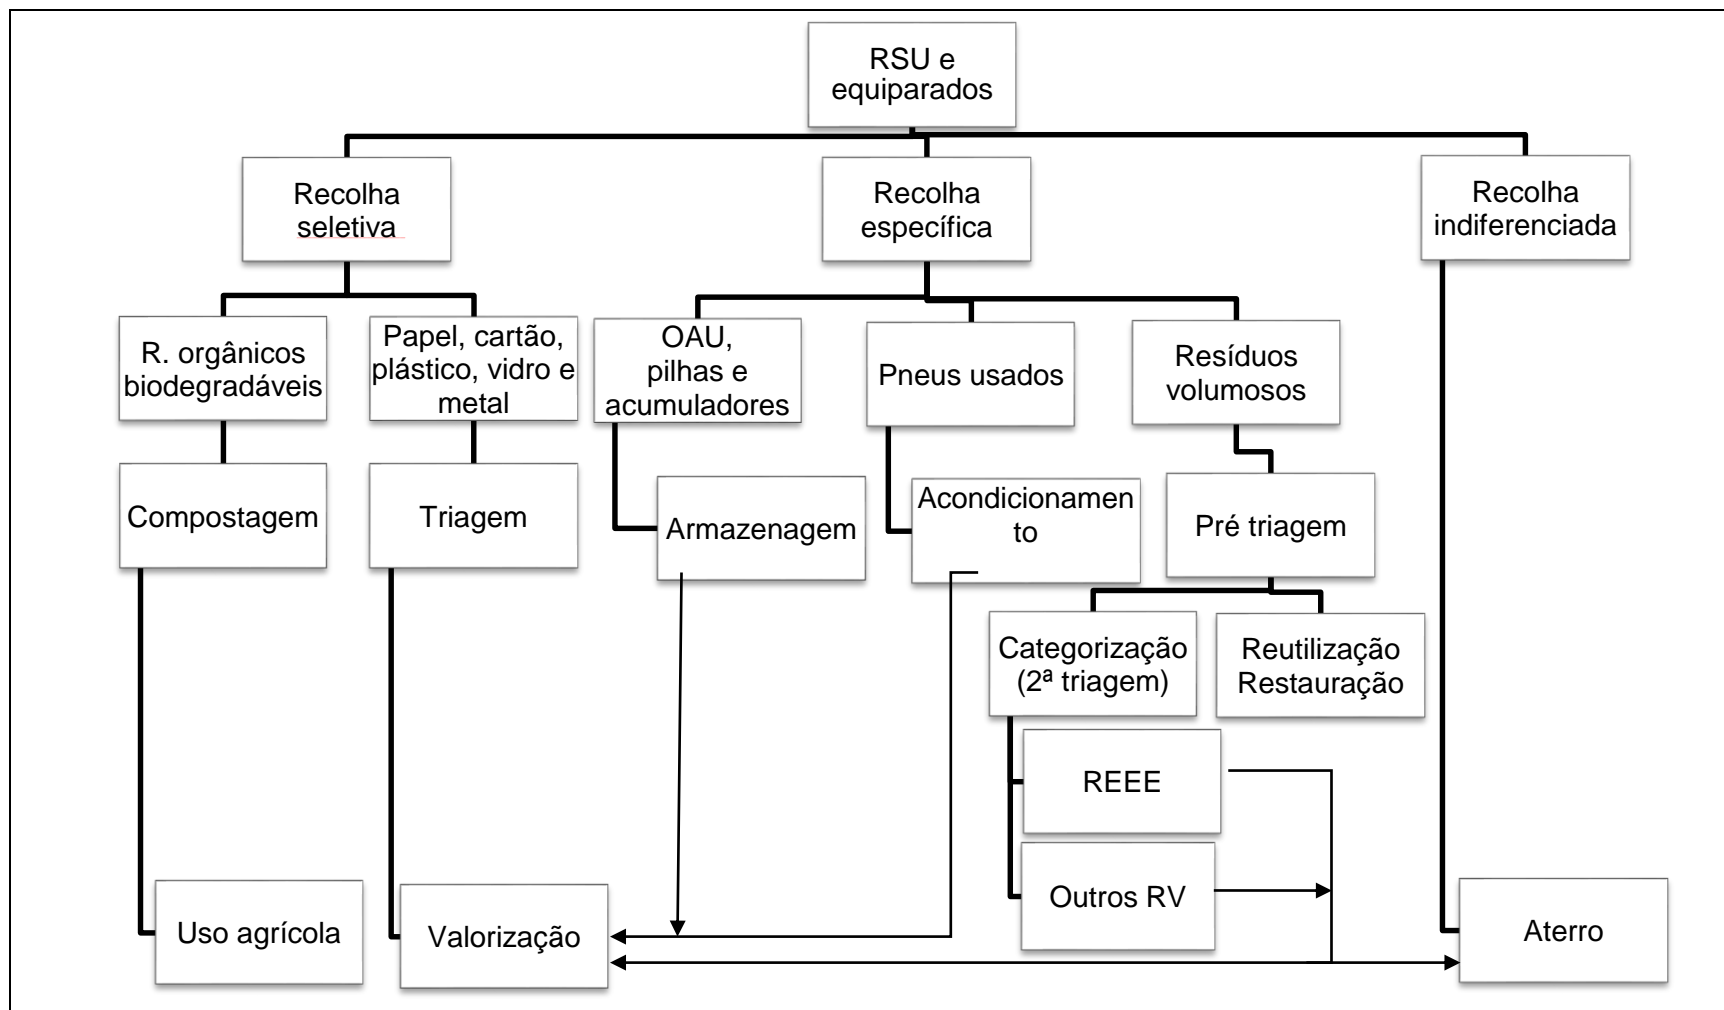 RSU e
equiparados
Recolha
seletiva
Recolha
específica
Recolha
indiferenciada
R. orgânicos
biodegradáveis
Papel, cartão,
plástico, vidro e
metal
OAU,
pilhas e
acumuladores
Pneus usados
Resíduos
volumosos
Compostagem
Triagem
Armazenagem
Acondicionamen
to
Pré triagem
Categorização
(2ª triagem)
Reutilização
Restauração
REEE
Outros RV
Uso agrícola
Valorização
Aterro